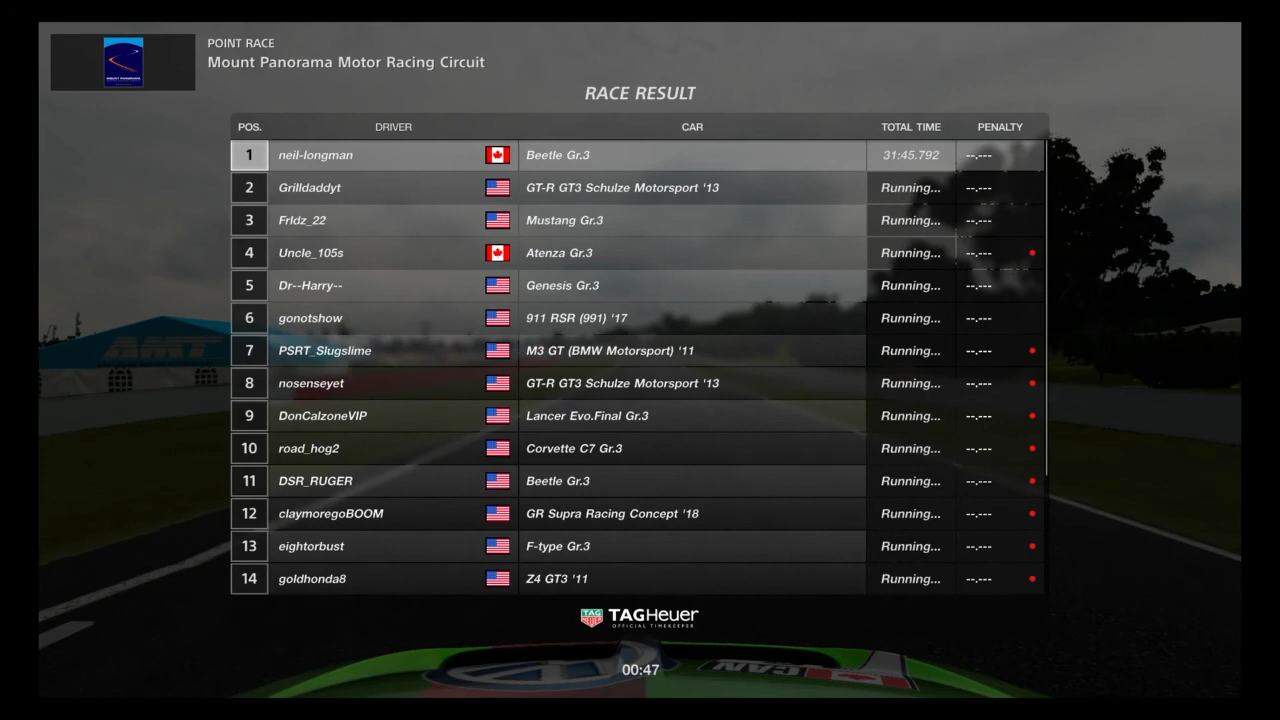 POINT RACE
Mount Panorama Motor Racing Circuit
RACE RESULT
POS. DRIVER CAR TOTAL TIME PENALTY
1 neil-longman Beetle Gr.3 31:45.792 --.---
2 Grilldaddyt GT-R GT3 Schulze Motorsport '13 Running... --.---
3 Frldz_22 Mustang Gr.3 Running... --.---
4 Uncle_105s Atenza Gr.3 Running... --.---
5 Dr--Harry-- Genesis Gr.3 Running... --.---
6 gonotshow 911 RSR (991) '17 Running... --.---
7 PSRT_Slugslime M3 GT (BMW Motorsport) '11 Running... --.---
8 nosenseyet GT-R GT3 Schulze Motorsport '13 Running... --.---
9 DonCalzoneVIP Lancer Evo.Final Gr.3 Running... --.---
10 road_hog2 Corvette C7 Gr.3 Running... --.---
11 DSR_RUGER Beetle Gr.3 Running... --.---
12 claymoregoBOOM GR Supra Racing Concept '18 Running... --.---
13 eightorbust F-type Gr.3 Running... --.---
14 goldhonda8 Z4 GT3 '11 Running... --.---
AMT
TAG TAGHeuer
OFFICIAL TIMEKEEPER
00:47
CAN